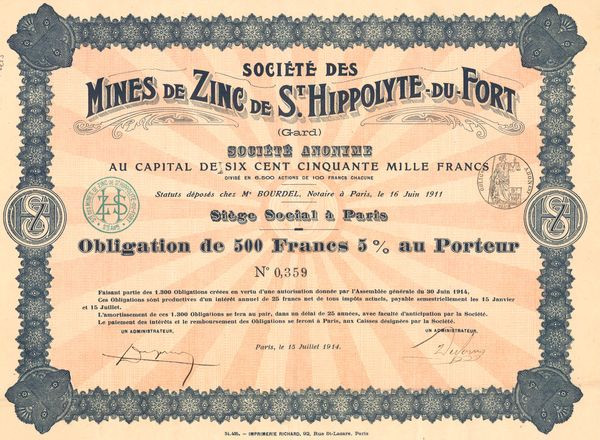 SOCIÉTÉ DES
MINES DE ZINC DE ST HIPPOLYTE-DU-FORT
(Gard)
SOCIÉTÉ ANONYME
AU CAPITAL DE SIX CENT CINQUANTE MILLE FRANCS
DIVISÉ EN 6.500 ACTIONS DE 100 FRANCS CHACUNE
Statuts déposés chez Me BOURDEL, Notaire à Paris, le 16 Juin 1911
Siège Social à Paris
Obligation de 500 Francs 5% au Porteur
No 0,359
Faisant partie des 1.300 Obligations créées en vertu d'une autorisation donnée par l'Assemblée générale du 30 Juin 1914.
Ces Obligations sont productives d'un intérêt annuel de 25 francs net de tous impôts actuels, payable semestriellement les 15 Janvier
et 15 Juillet.
L'amortissement de ces 1.300 Obligations se fera au pair, dans un délai de 25 années, avec faculté d'anticipation par la Société.
Le paiement des intérêts et le remboursement des Obligations se feront à Paris, aux Caisses désignées par la Société.
UN ADMINISTRATEUR,
UN ADMINISTRATEUR,
Paris, le 15 Juillet 1914.
IMPRIMERIE RICHARD, 92, Rue St-Lazare, Paris